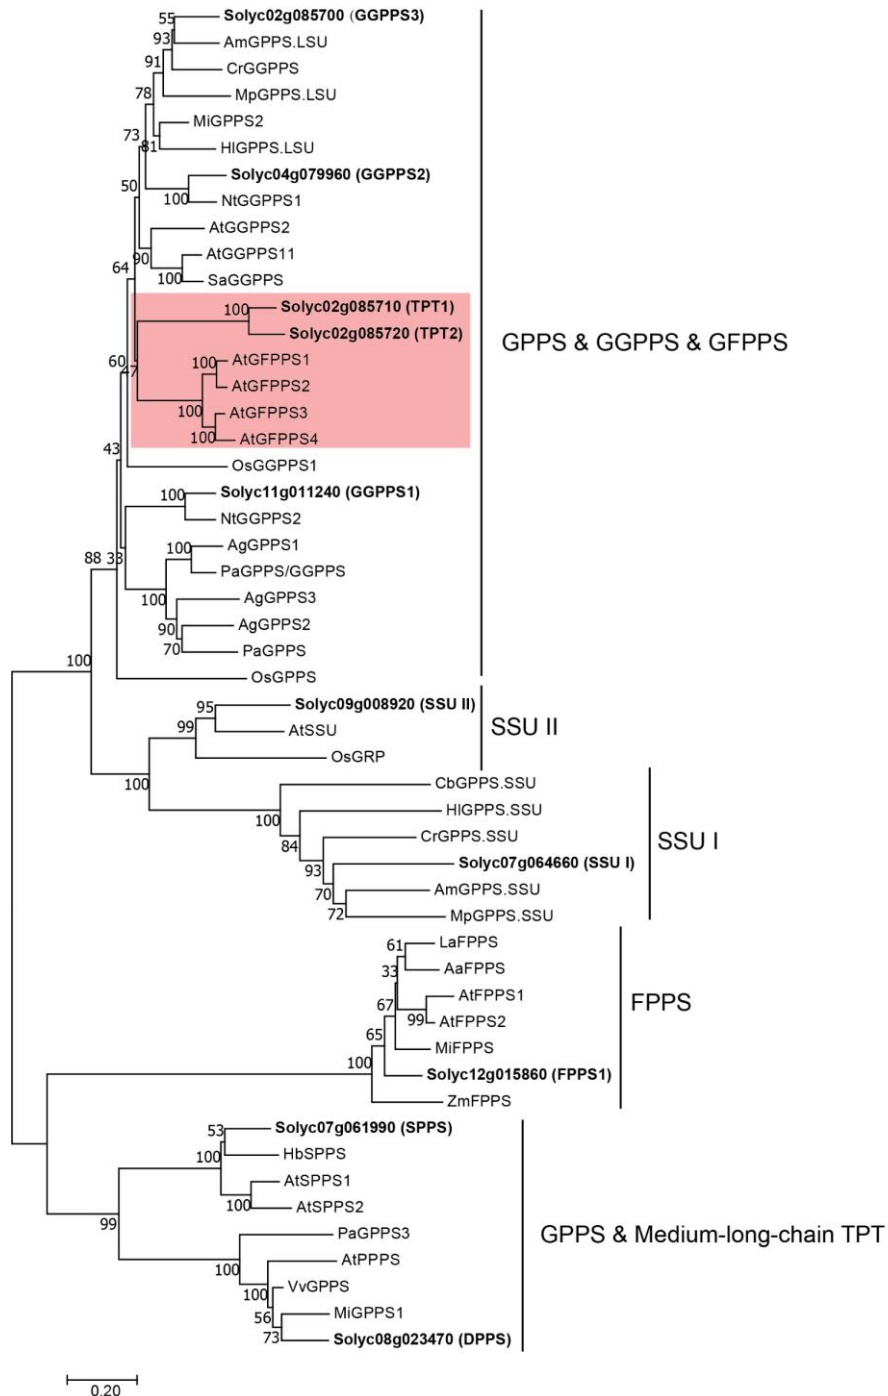 55
Solyc02g085700 (GGPPS3)
93
AmGPPS.LSU
91
CrGGPPS
78
MpGPPS.LSU
73
MiGPPS2
81
HlGPPS.LSU
50
Solyc04g079960 (GGPPS2)
100
NtGGPPS1
AtGGPPS2
90
AtGGPPS11
64
100
SaGGPPS
100
Solyc02g085710 (TPT1)
Solyc02g085720 (TPT2)
GPPS & GGPPS & GFPPS
60
47
100
AtGFPPS1
AtGFPPS2
100
AtGFPPS3
100
AtGFPPS4
43
OsGGPPS1
100
Solyc11g011240 (GGPPS1)
NtGGPPS2
88
33
100
AgGPPS1
PaGPPS/GGPPS
100
AgGPPS3
90
AgGPPS2
70
PaGPPS
100
OsGPPS
95
Solyc09g008920 (SSU II)
99
AtSSU
SSU II
OsGRP
100
CbGPPS.SSU
100
HlGPPS.SSU
84
CrGPPS.SSU
SSU I
93
Solyc07g064660 (SSU I)
70
AmGPPS.SSU
72
MpGPPS.SSU
61
LaFPPS
33
AaFPPS
67
AtFPPS1
FPPS
99
AtFPPS2
65
MiFPPS
100
Solyc12g015860 (FPPS1)
ZmFPPS
53
Solyc07g061990 (SPPS)
100
HbSPPS
AtSPPS1
99
AtSPPS2
GPPS & Medium-long-chain TPT
PaGPPS3
100
AtPPPS
100
VvGPPS
56
MiGPPS1
73
Solyc08g023470 (DPPS)
0.20